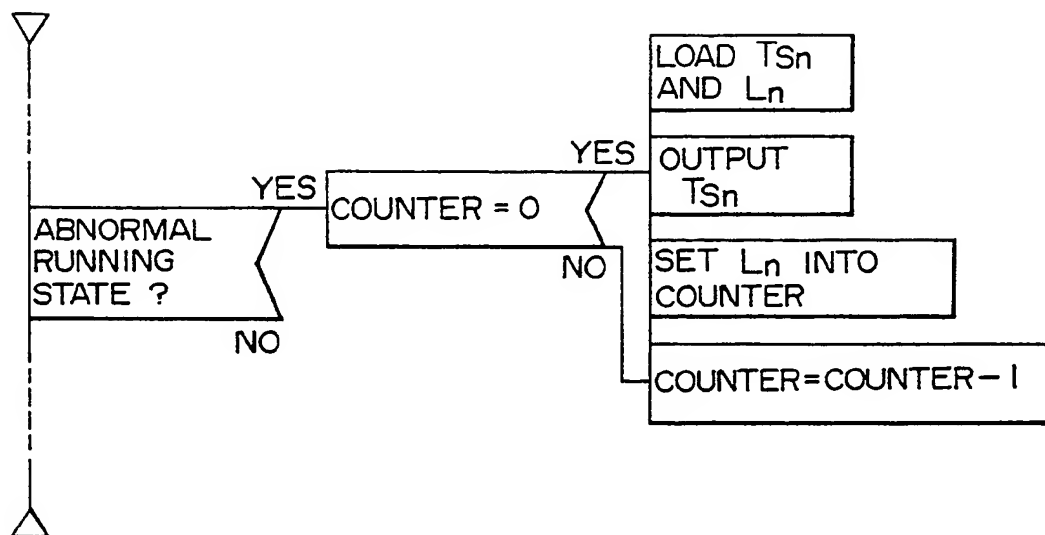 ABNORMAL
RUNNING
STATE ?
YES
NO
COUNTER = 0
YES
NO
LOAD TSn
AND Ln
OUTPUT
TSn
SET Ln INTO
COUNTER
COUNTER=COUNTER-1